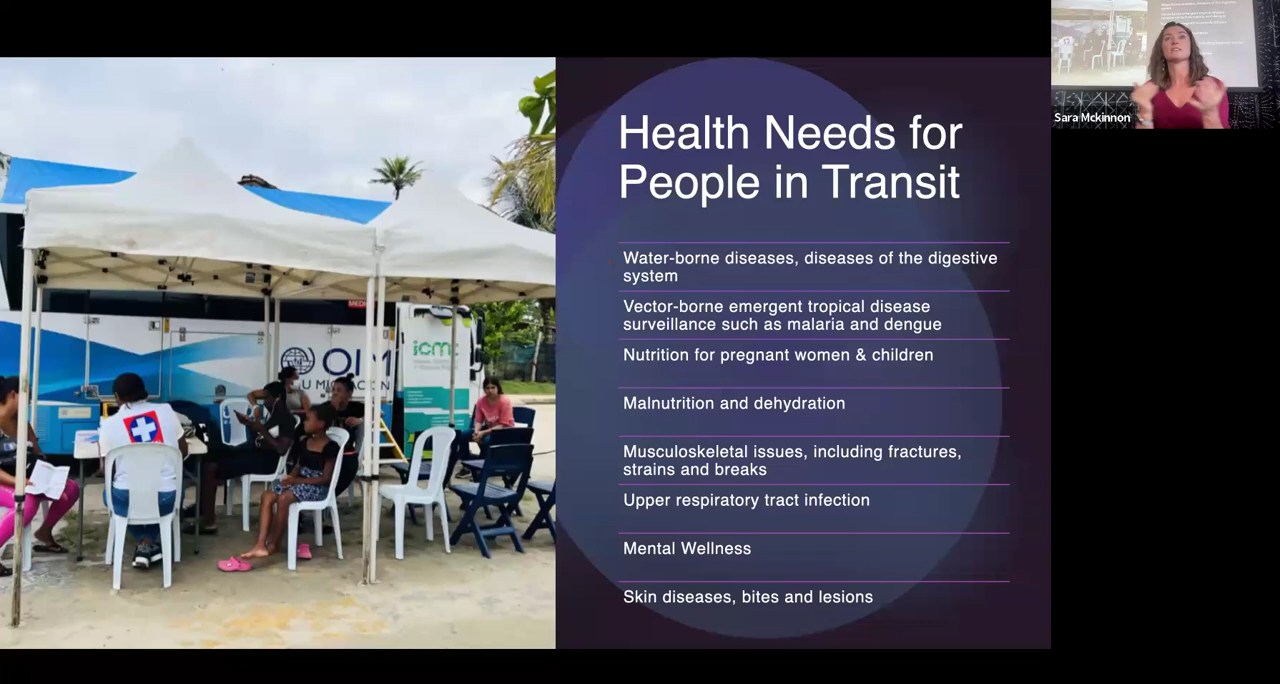 Health Needs for
People in Transit
Water-borne diseases, diseases of the digestive
system
Vector-borne emergent tropical disease
surveillance such as malaria and dengue
Nutrition for pregnant women & children
Malnutrition and dehydration
Musculoskeletal issues, including fractures,
strains and breaks
Upper respiratory tract infection
Mental Wellness
Skin diseases, bites and lesions
OIM
icm
Sara Mckinnon